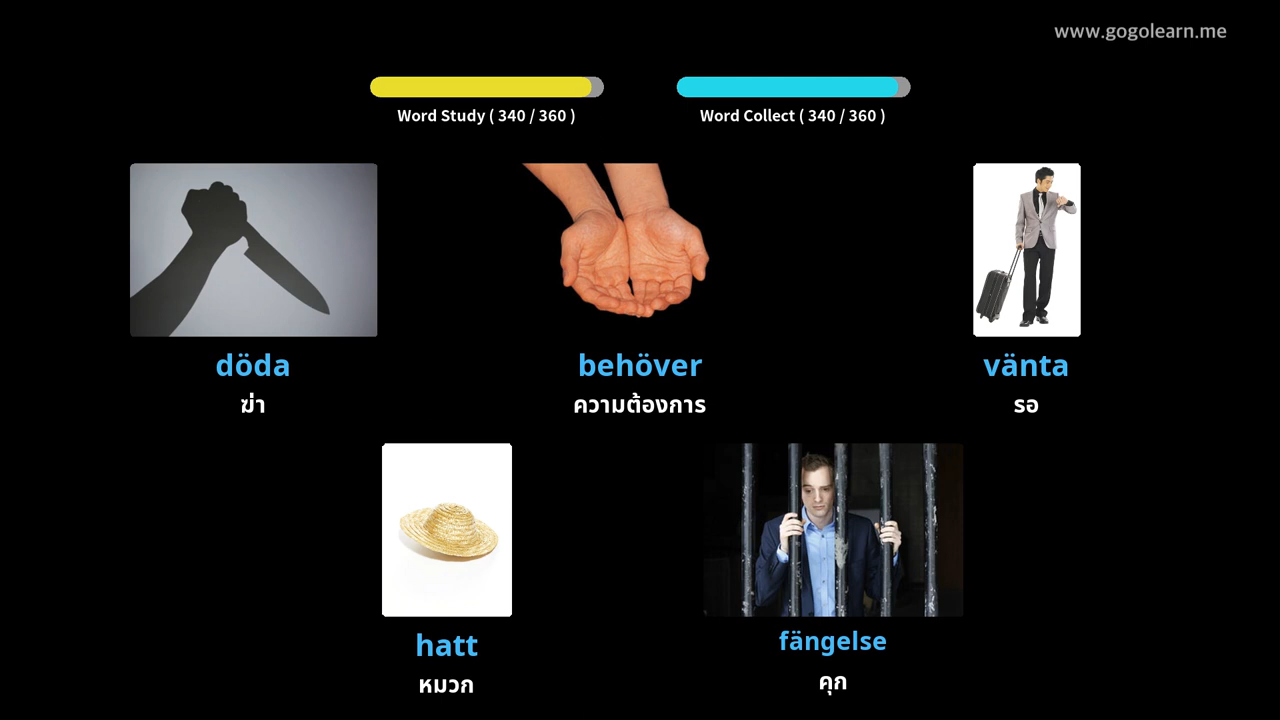 www.gogolearn.me
Word Study ( 340 / 360 )
Word Collect ( 340 / 360 )
döda
behöver
vänta
ฆ่า
ความต้องการ
รอ
hatt
fängelse
หมวก
คุก